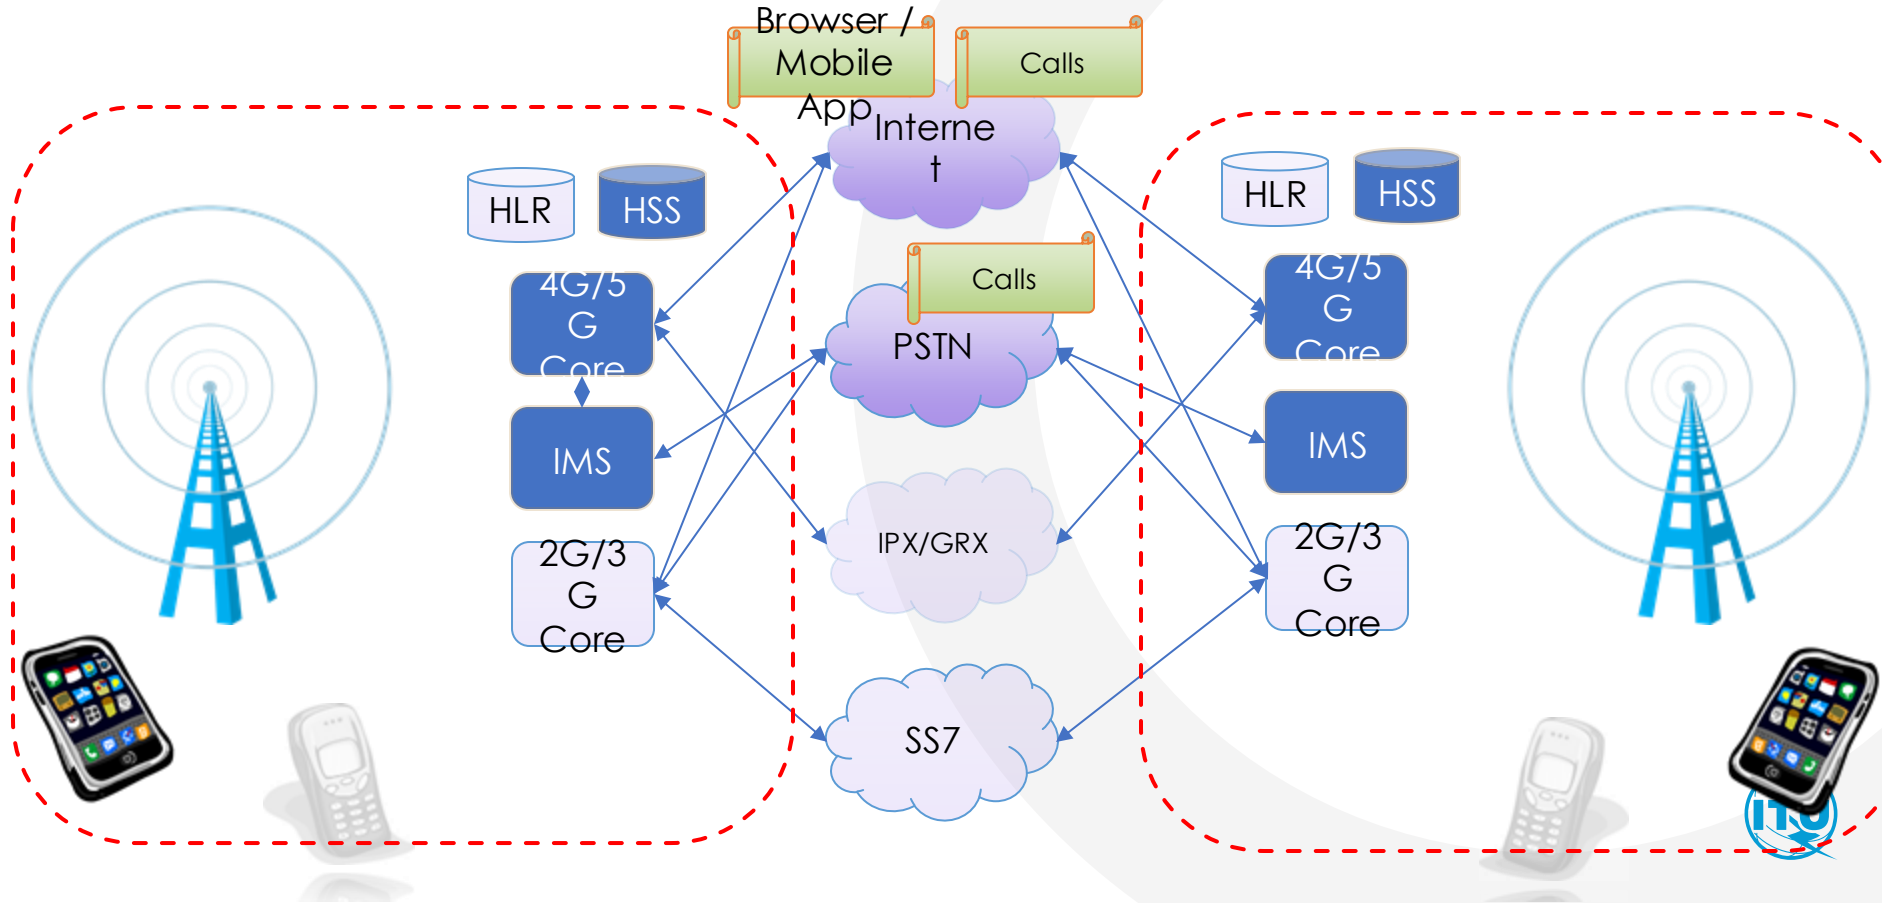 Browser /
Mobile
App
Calls
Interne
t
HLR
HSS
4G/5
G
Core
IMS
2G/3
G
Core
Calls
PSTN
IPX/GRX
SS7
HLR
HSS
4G/5
G
Core
IMS
2G/3
G
Core
ITU